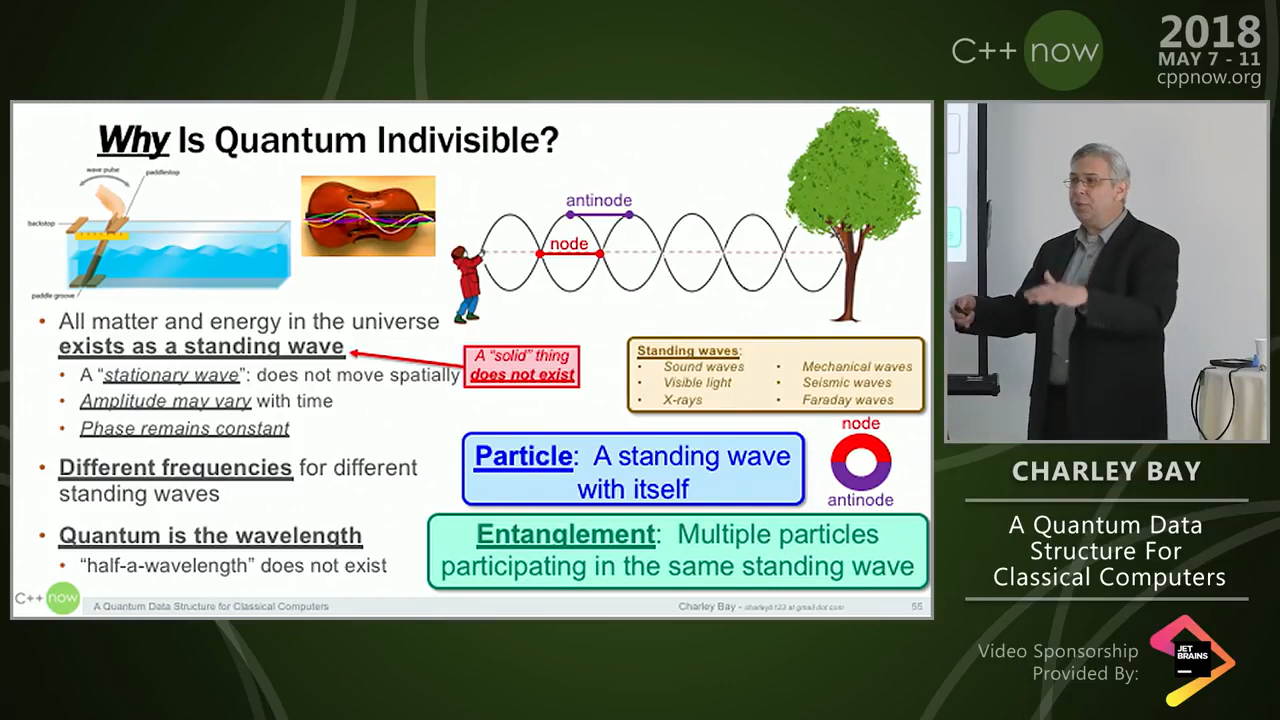 C++ now
2018
MAY 7 - 11
cppnow.org
Why Is Quantum Indivisible?
wave pulse
paddlestop
backstop
paddle groove
antinode
node
• All matter and energy in the universe
exists as a standing wave
• A “stationary wave”: does not move spatially
• Amplitude may vary with time
• Phase remains constant
• Different frequencies for different
standing waves
• Quantum is the wavelength
• “half-a-wavelength” does not exist
A “solid” thing
does not exist
Standing waves:
• Sound waves
• Visible light
• X-rays
• Mechanical waves
• Seismic waves
• Faraday waves
Particle: A standing wave
with itself
node
antinode
Entanglement: Multiple particles
participating in the same standing wave
C++ now
A Quantum Data Structure for Classical Computers
Charley Bay - charleyb123 at gmail dot com
55
CHARLEY BAY
A Quantum Data
Structure For
Classical Computers
Video Sponsorship
Provided By:
JET
BRAINS